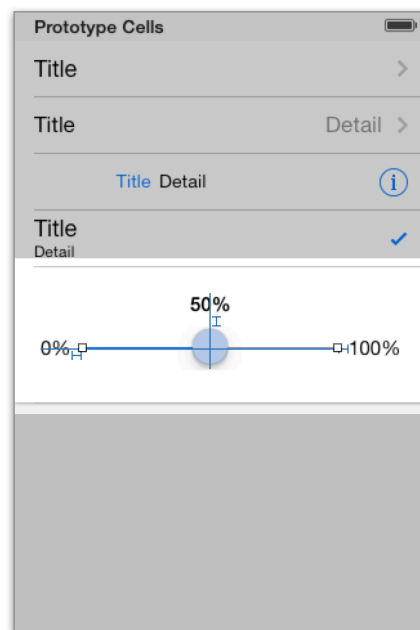 Prototype Cells
Title
Title Detail
Title Detail
Title
Detail
50%
0% 100%